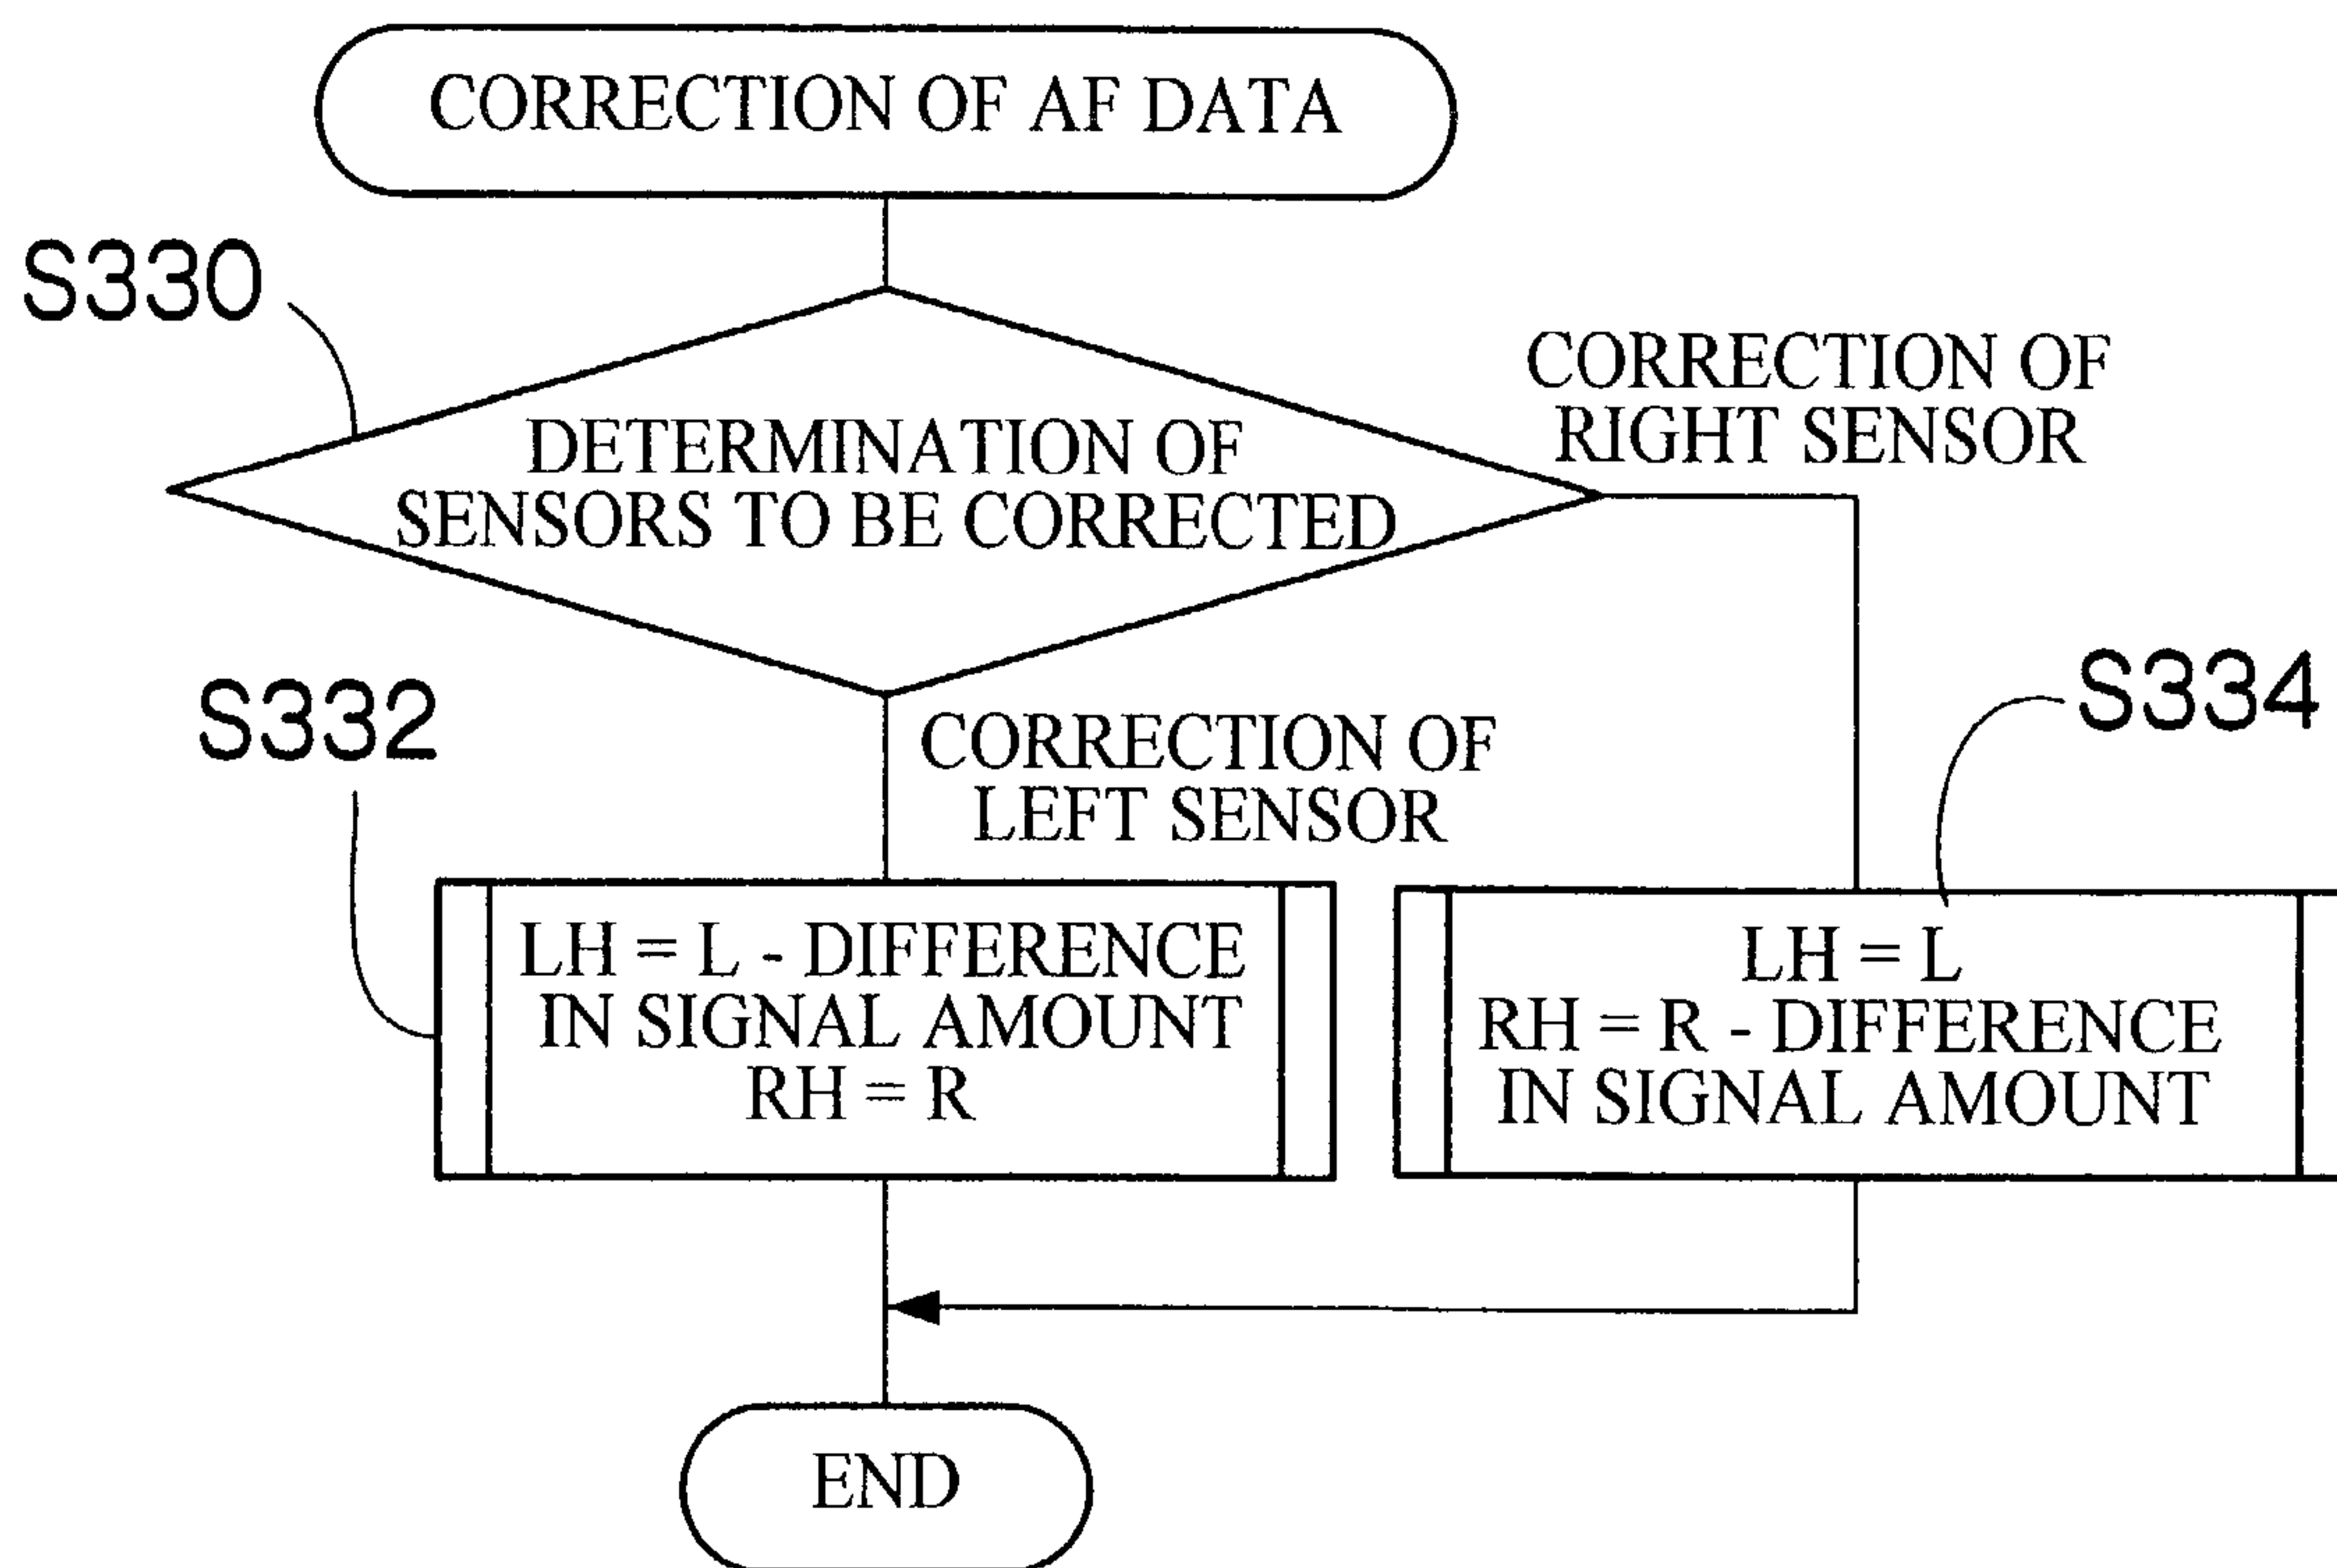 CORRECTION OF AF DATA
S330
DETERMINATION OF
SENSORS TO BE CORRECTED
CORRECTION OF
RIGHT SENSOR
S332
CORRECTION OF
LEFT SENSOR
S334
LH = L - DIFFERENCE
IN SIGNAL AMOUNT
RH = R
LH = L
RH = R - DIFFERENCE
IN SIGNAL AMOUNT
END